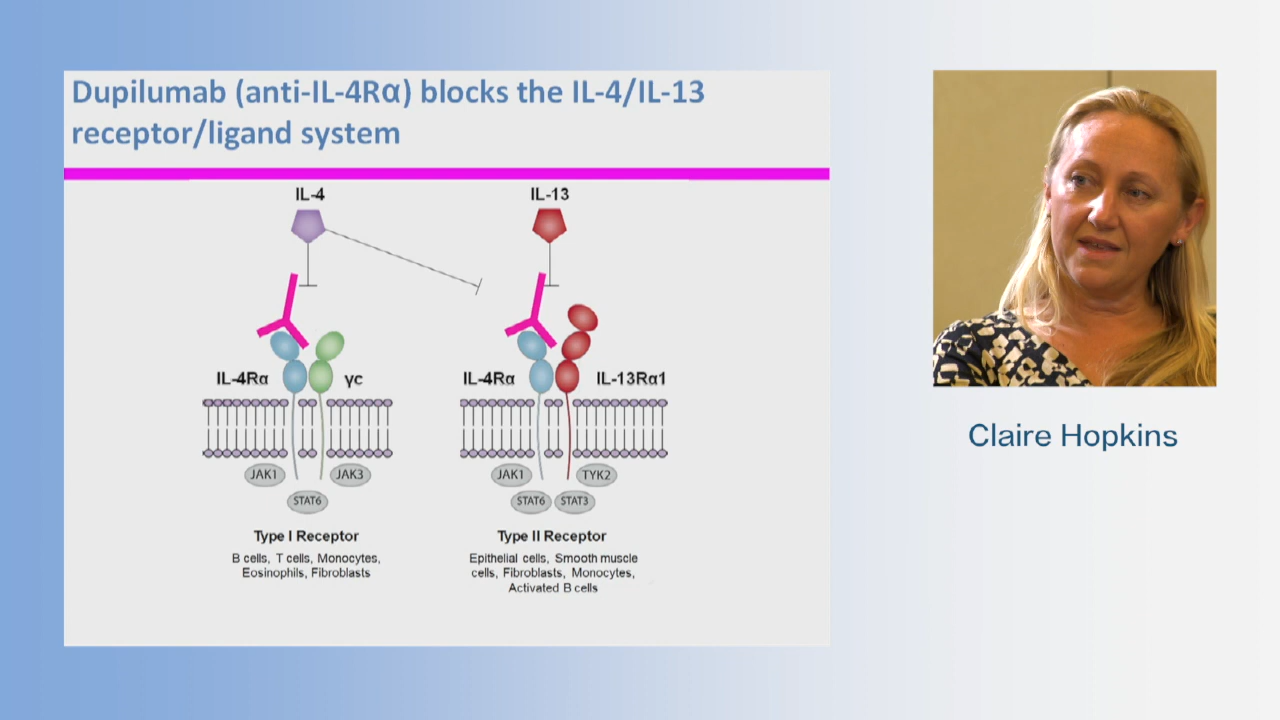 Dupilumab (anti-IL-4Rα) blocks the IL-4/IL-13
receptor/ligand system
IL-4
IL-13
IL-4Rα
γc
IL-4Rα
IL-13Rα1
JAK1
JAK3
JAK1
TYK2
STAT6
STAT6
STAT3
Type I Receptor
Type II Receptor
B cells, T cells, Monocytes,
Eosinophils, Fibroblasts
Epithelial cells, Smooth muscle
cells, Fibroblasts, Monocytes,
Activated B cells
Claire Hopkins